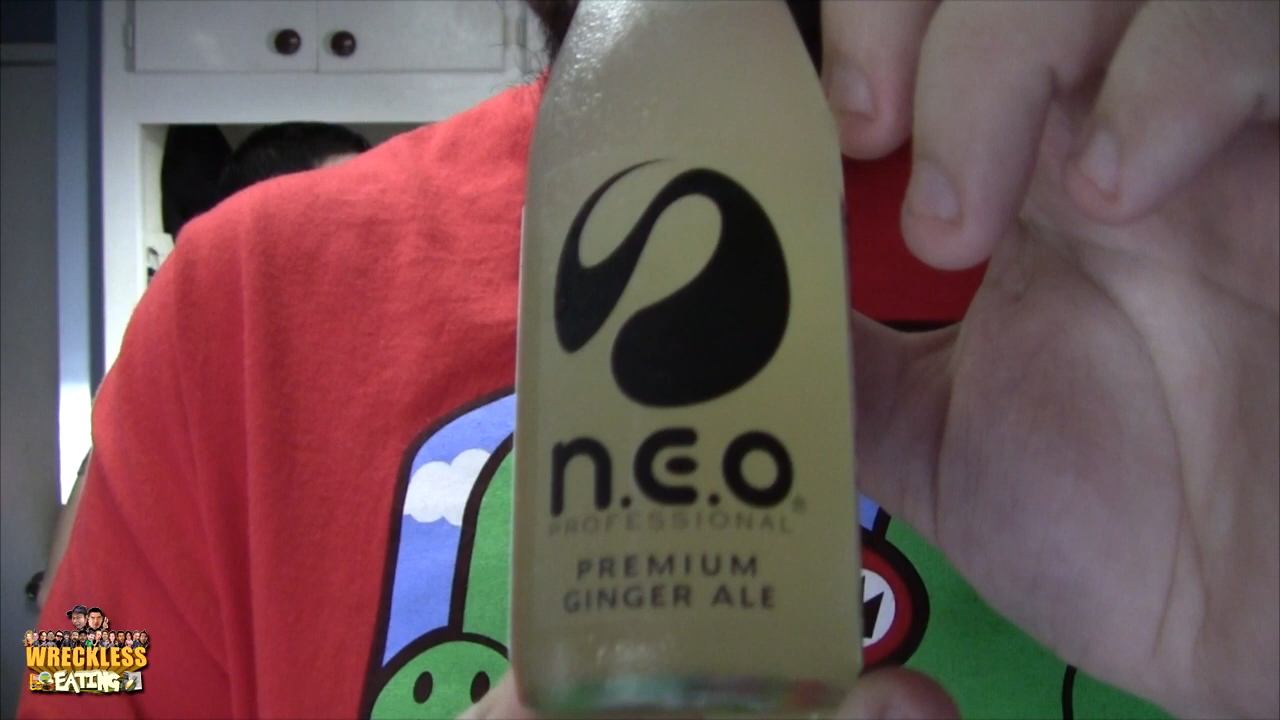 n.e.o®
PROFESSIONAL
PREMIUM
GINGER ALE
M
WRECKLESS
EATING